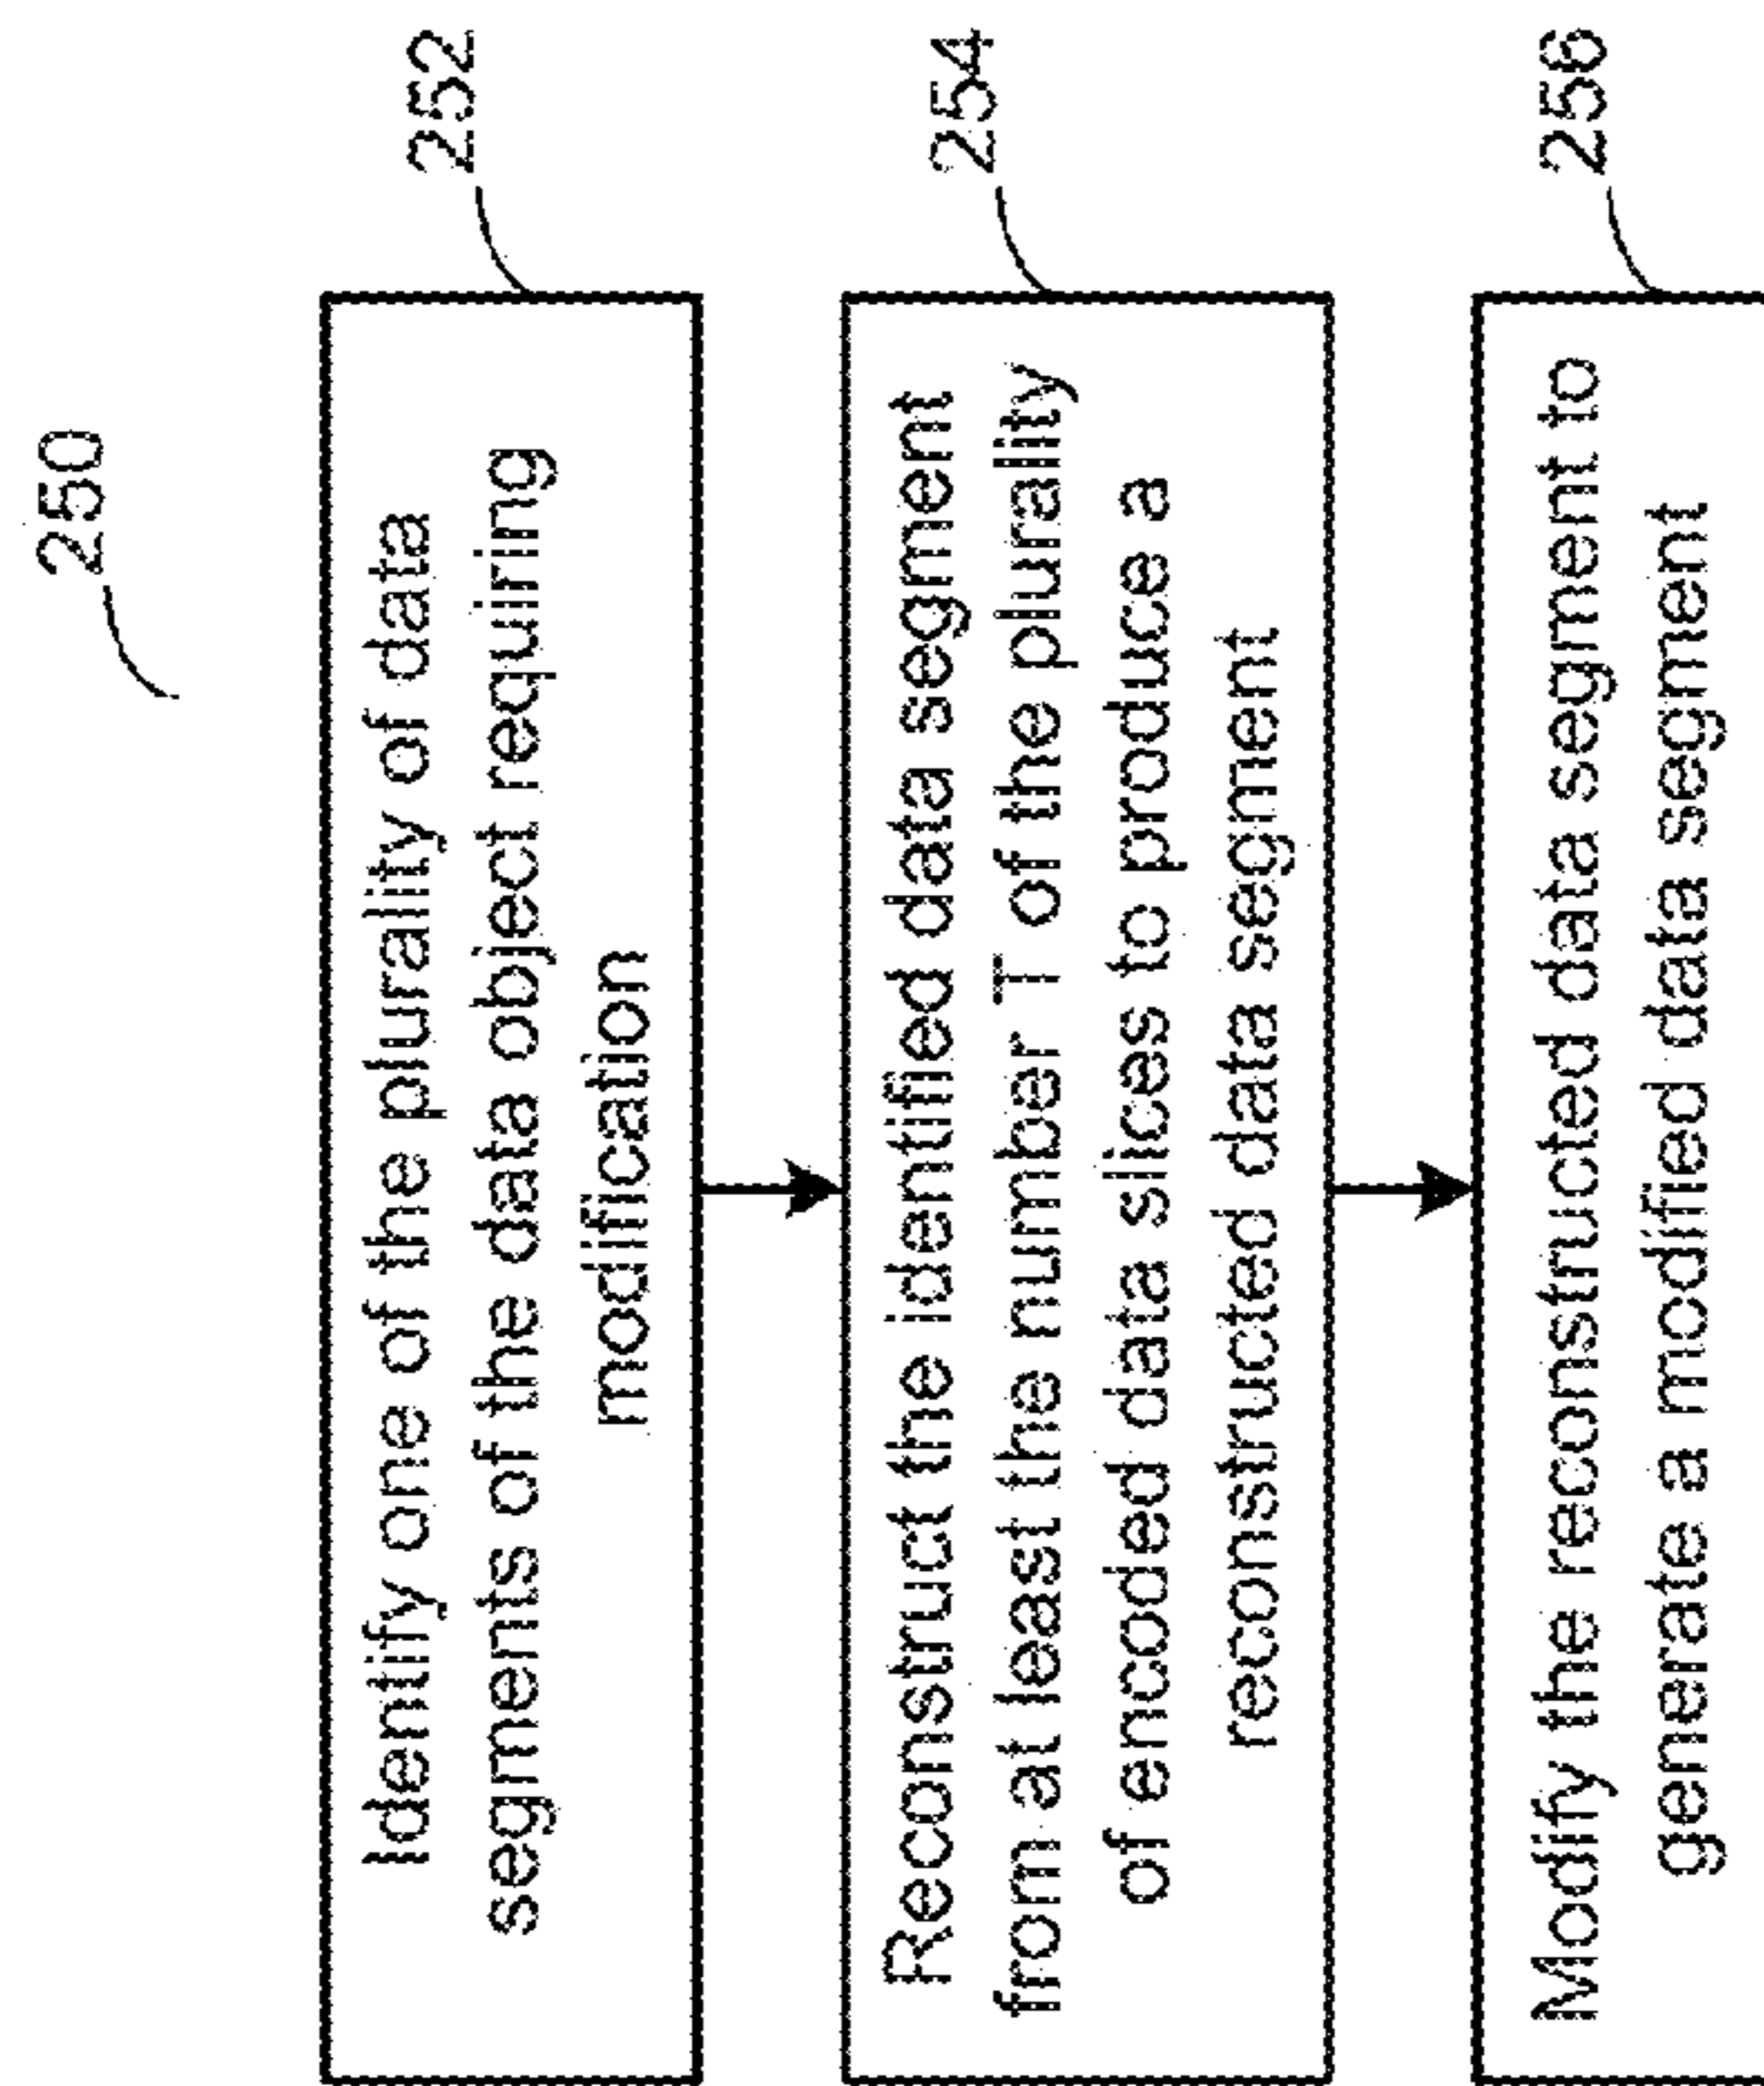 250
252
Identify one of the plurality of data
segments of the data object requiring
modification
254
Reconstruct the identified data segment
from at least the number T of the plurality
of encoded data slices to produce a
reconstructed data segment
256
Modify the reconstructed data segment to
generate a modified data segment